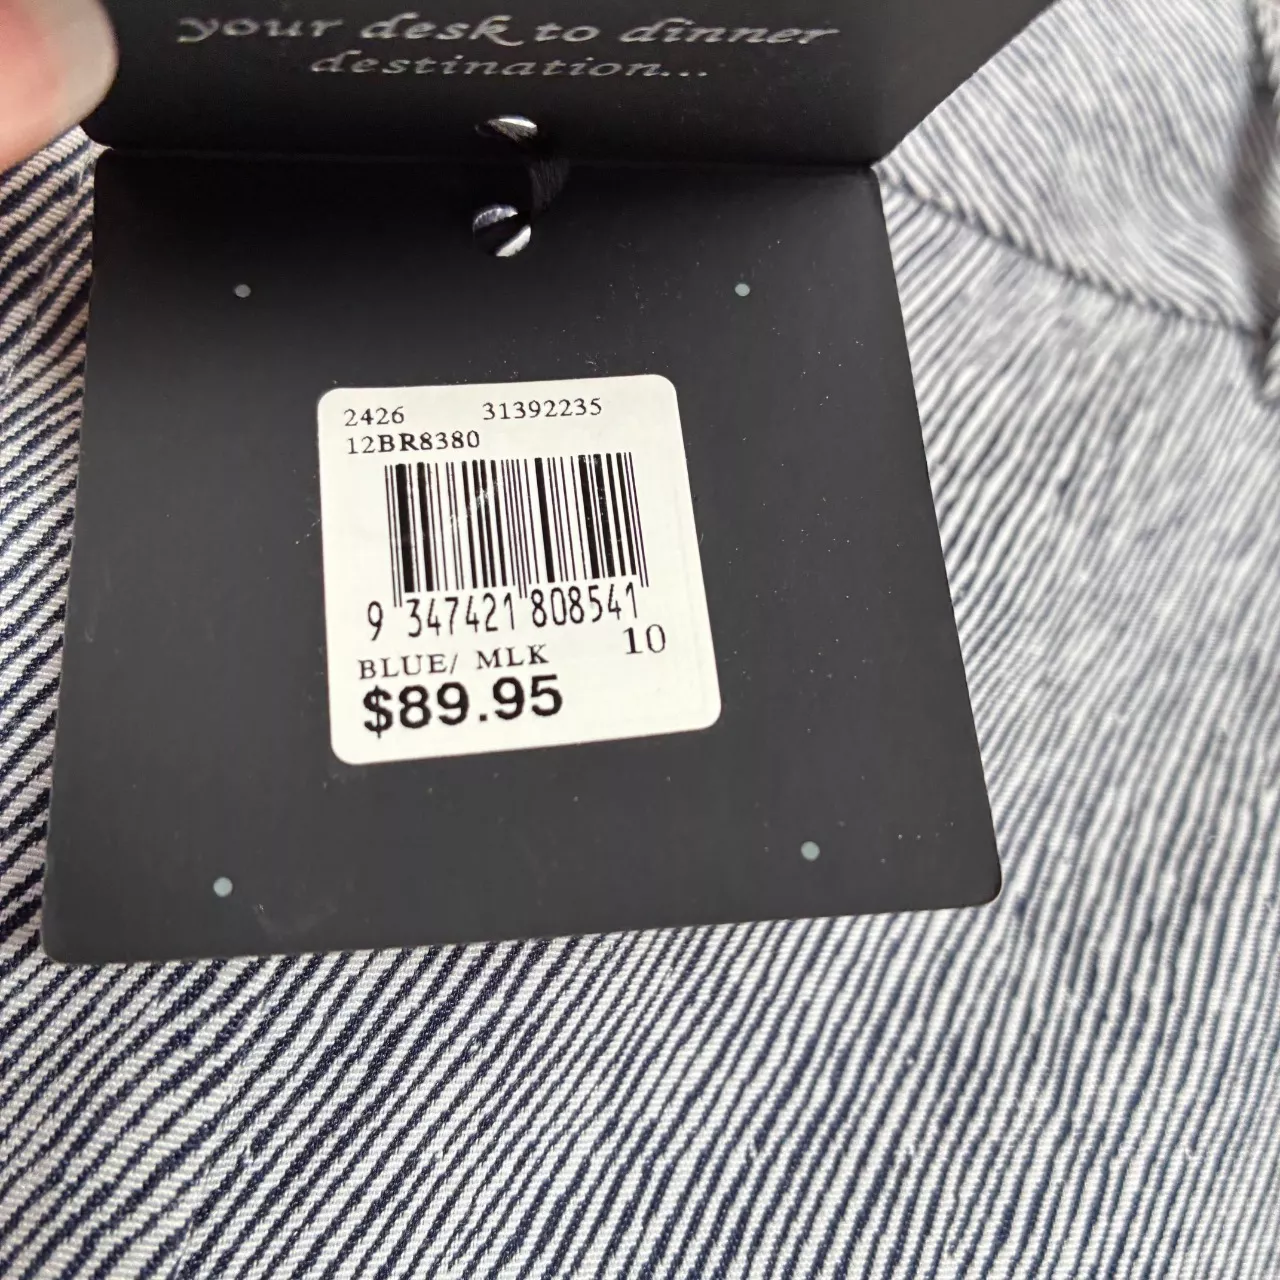 your desk to dinner
destination...
2426 31392235
12BR8380
9 347421 808541
10
BLUE/ MLK
$89.95